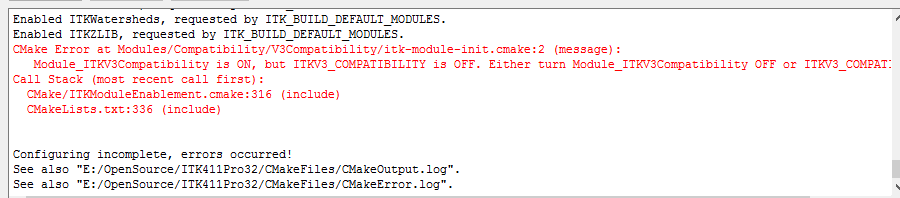 Enabled ITKWatersheds, requested by ITK_BUILD_DEFAULT_MODULES.
Enabled ITKZLIB, requested by ITK_BUILD_DEFAULT_MODULES.
CMake Error at Modules/Compatibility/V3Compatibility/itk-module-init.cmake:2 (message):
Module_ITKV3Compatibility is ON, but ITKV3_COMPATIBILITY is OFF. Either turn Module_ITKV3Compatibility OFF or ITKV3_COMPATI
Call Stack (most recent call first):
CMake/ITKModuleEnablement.cmake:316 (include)
CMakeLists.txt:336 (include)
Configuring incomplete, errors occurred!
See also "E:/OpenSource/ITK411Pro32/CMakeFiles/CMakeOutput.log".
See also "E:/OpenSource/ITK411Pro32/CMakeFiles/CMakeError.log".